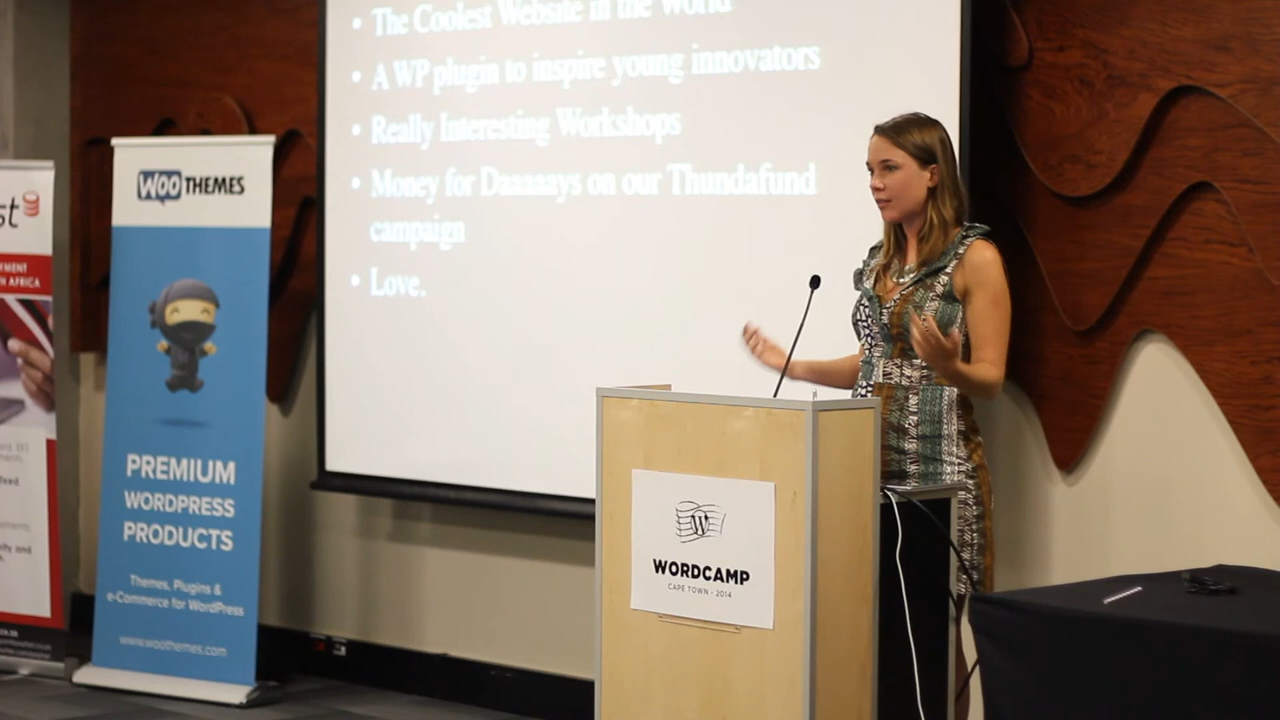 • The Coolest Website in the World
• A WP plugin to inspire young innovators
• Really Interesting Workshops
• Money for Daaaaays on our Thundafund
campaign
• Love.
WOOTHEMES
PREMIUM
WORDPRESS
PRODUCTS
Themes, Plugins &
e-Commerce for WordPress
www.woothemes.com
W
WORDCAMP
CAPE TOWN - 2014